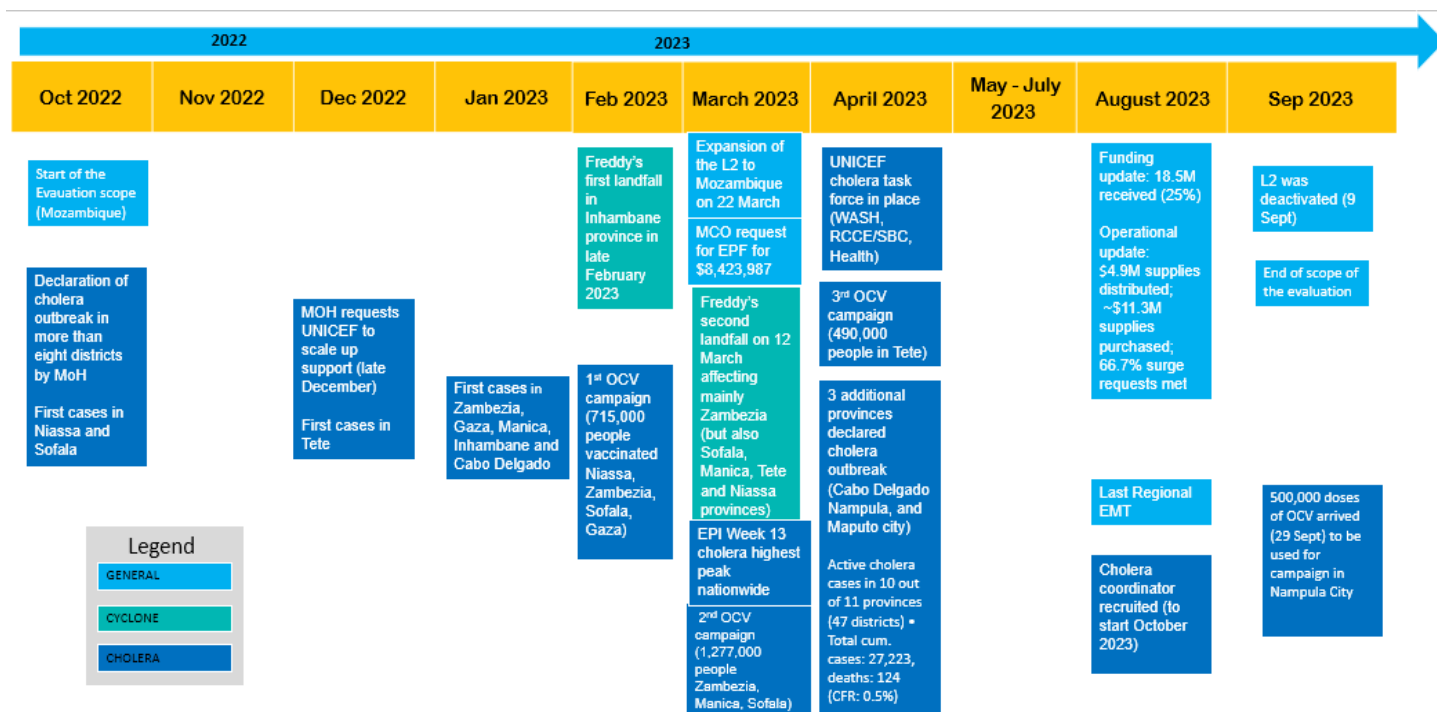 2022
2023
Oct 2022
Nov 2022
Dec 2022
Jan 2023
Feb 2023
March 2023
April 2023
May - July
2023
August 2023
Sep 2023
Start of the
Evauation scope
(Mozambique)
Declaration of
cholera
outbreak in
more than
eight districts
by MoH
First cases in
Niassa and
Sofala
MOH requests
UNICEF to
scale up
support (late
December)
First cases in
Tete
First cases in
Zambezia,
Gaza, Manica,
Inhambane and
Cabo Delgado
Freddy's
first landfall
in
Inhambane
province in
late
February
2023
1st OCV
campaign
(715,000
people
vaccinated
Niassa,
Zambezia,
Sofala,
Gaza)
Expansion of
the L2 to
Mozambique
on 22 March
MCO request
for EPF for
$8,423,987
Freddy's
second
landfall on 12
March
affecting
mainly
Zambezia
(but also
Sofala,
Manica, Tete
and Niassa
provinces)
EPI Week 13
cholera highest
peak
nationwide
2nd OCV
campaign
(1,277,000
people
Zambezia,
Manica, Sofala)
UNICEF
cholera task
force in place
(WASH,
RCCE/SBC,
Health)
3rd OCV
campaign
(490,000
people in Tete)
3 additional
provinces
declared
cholera
outbreak
(Cabo Delgado
Nampula, and
Maputo city)
Active cholera
cases in 10 out
of 11 provinces
(47 districts) •
Total cum.
cases: 27,223,
deaths: 124
(CFR: 0.5%)
Funding
update: 18.5M
received (25%)
Operational
update:
$4.9M supplies
distributed;
~$11.3M
supplies
purchased;
66.7% surge
requests met
Last Regional
EMT
Cholera
coordinator
recruited (to
start October
2023)
L2 was
deactivated (9
Sept)
End of scope of
the evaluation
500,000 doses
of OCV arrived
(29 Sept) to be
used for
campaign in
Nampula City
Legend
GENERAL
CYCLONE
CHOLERA